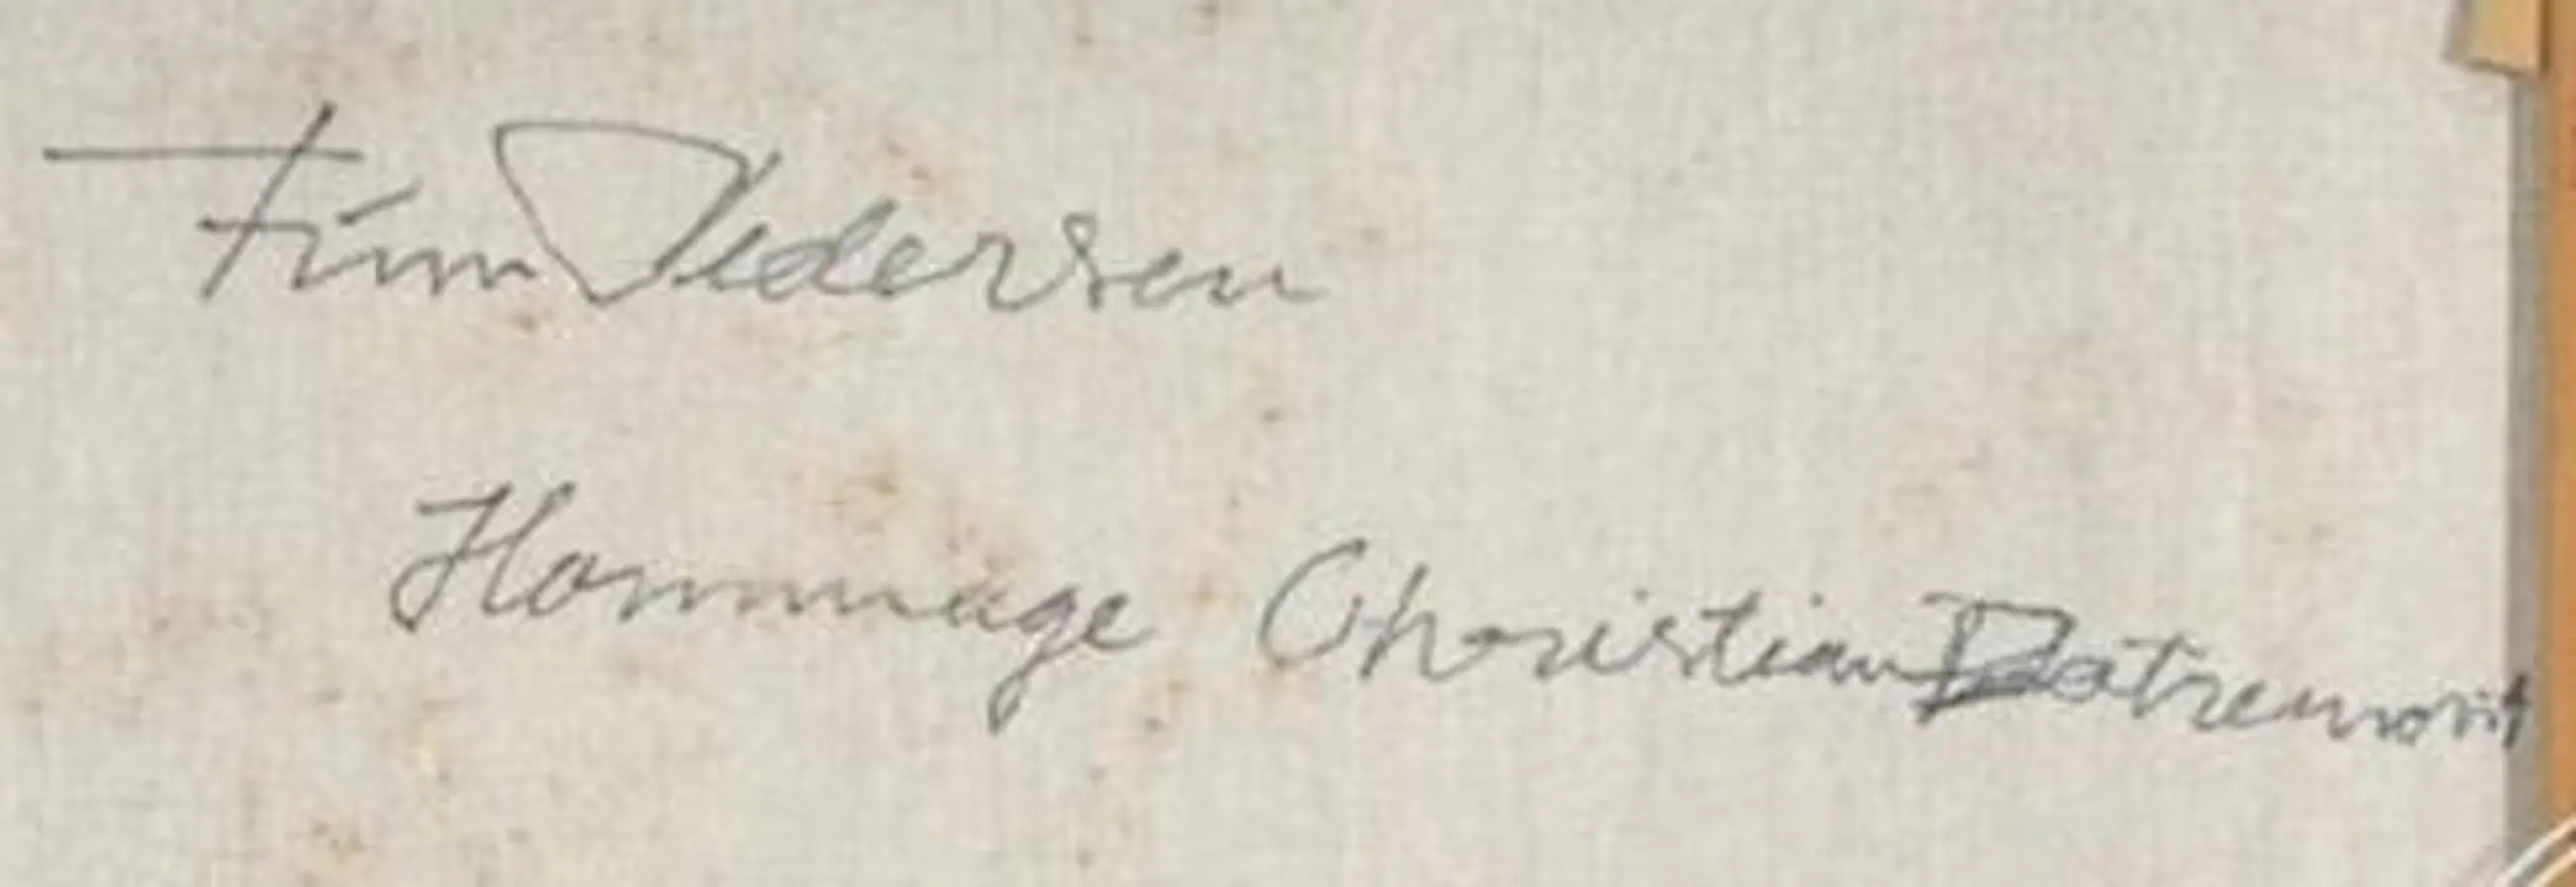 Finn Pedersen
Hommage Christian Dotremont